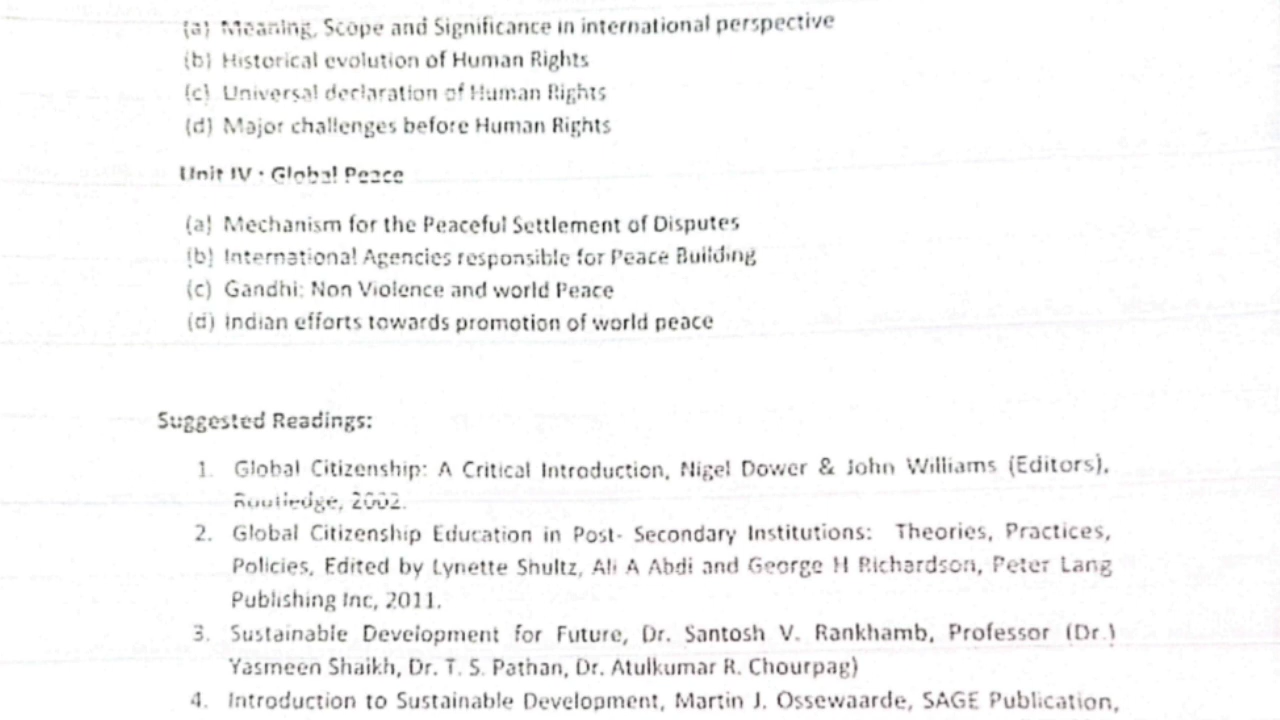 (a) Meaning, Scope and Significance in international perspective
(b) Historical evolution of Human Rights
(c) Universal declaration of Human Rights
(d) Major challenges before Human Rights
Unit IV : Global Peace
(a) Mechanism for the Peaceful Settlement of Disputes
(b) International Agencies responsible for Peace Building
(c) Gandhi: Non Violence and world Peace
(d) Indian efforts towards promotion of world peace
Suggested Readings:
1. Global Citizenship: A Critical Introduction, Nigel Dower & John Williams (Editors),
Routledge, 2002.
2. Global Citizenship Education in Post- Secondary Institutions: Theories, Practices,
Policies, Edited by Lynette Shultz, Ali A Abdi and George H Richardson, Peter Lang
Publishing Inc, 2011.
3. Sustainable Development for Future, Dr. Santosh V. Rankhamb, Professor (Dr.)
Yasmeen Shaikh, Dr. T. S. Pathan, Dr. Atulkumar R. Chourpag)
4. Introduction to Sustainable Development, Martin J. Ossewaarde, SAGE Publication,